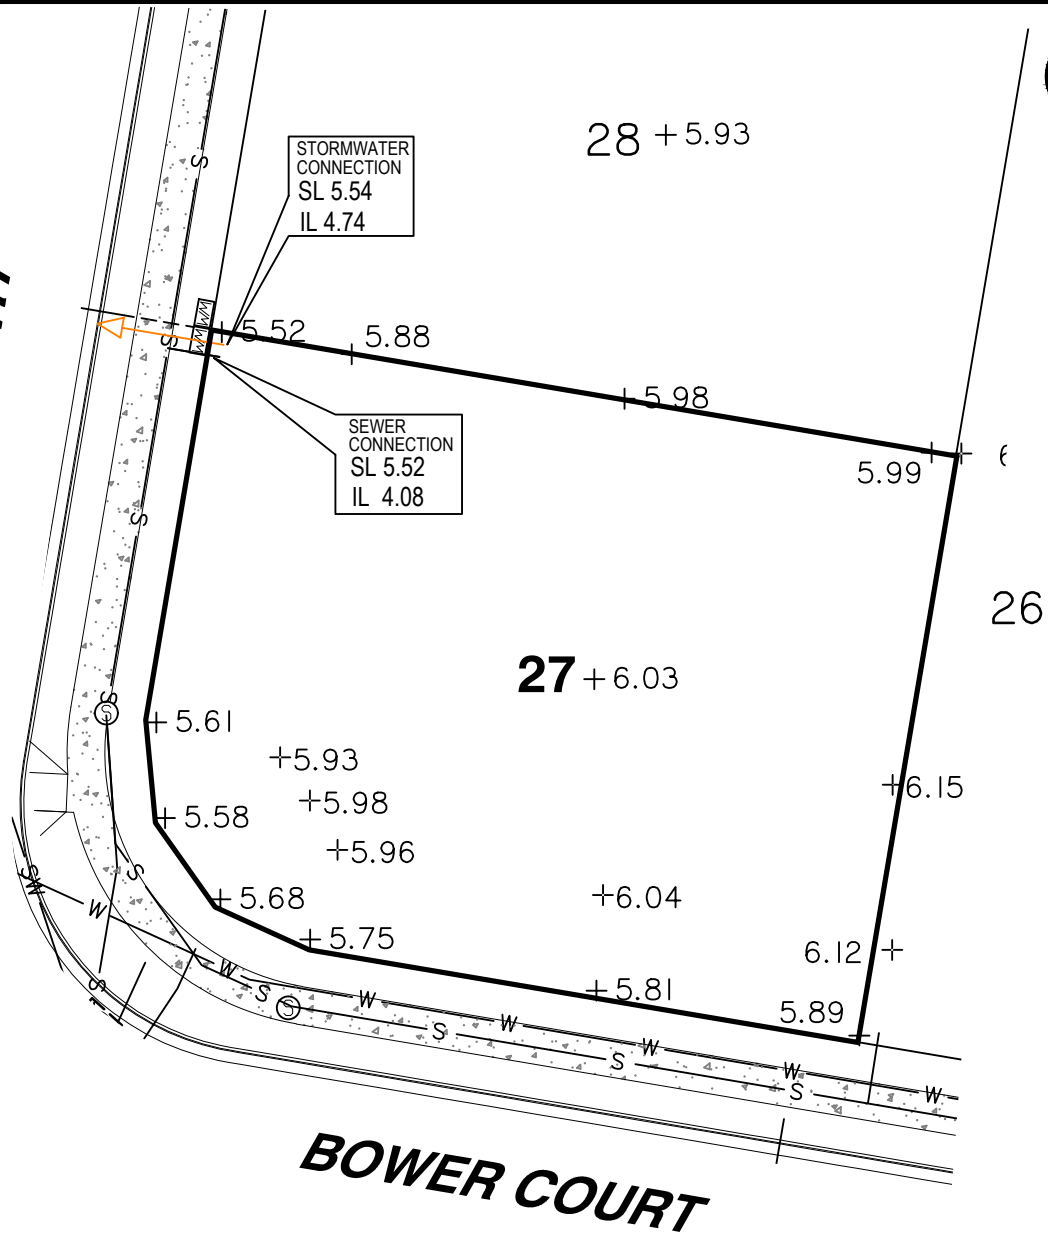 28 +5.93
STORMWATER
CONNECTION
SL 5.54
IL 4.74
5.52
5.88
5.98
5.99
SEWER
CONNECTION
SL 5.52
IL 4.08
26
27 +6.03
+5.61
+5.93
+6.15
+5.98
+5.58
+5.96
+5.68
+6.04
+5.75
6.12+
+5.81
5.89
S
S
S
S
S
S
S
S
S
S
S
S
SW
W
W
W
W
W
W
W
BOWER COURT